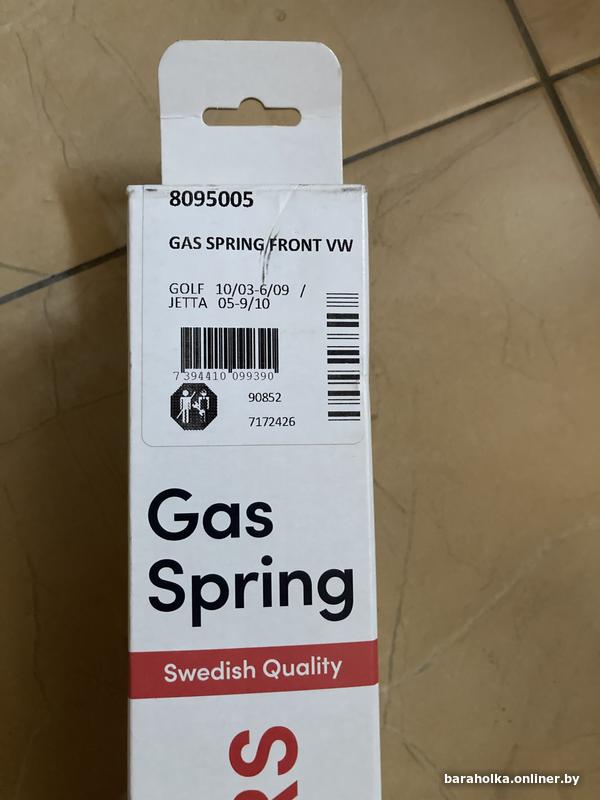 8095005
GAS SPRING FRONT VW
GOLF 10/03-6/09 /
JETTA 05-9/10
7 394410 099390
90852
7172426
Gas
Spring
Swedish Quality
RS
baraholka.onliner.by